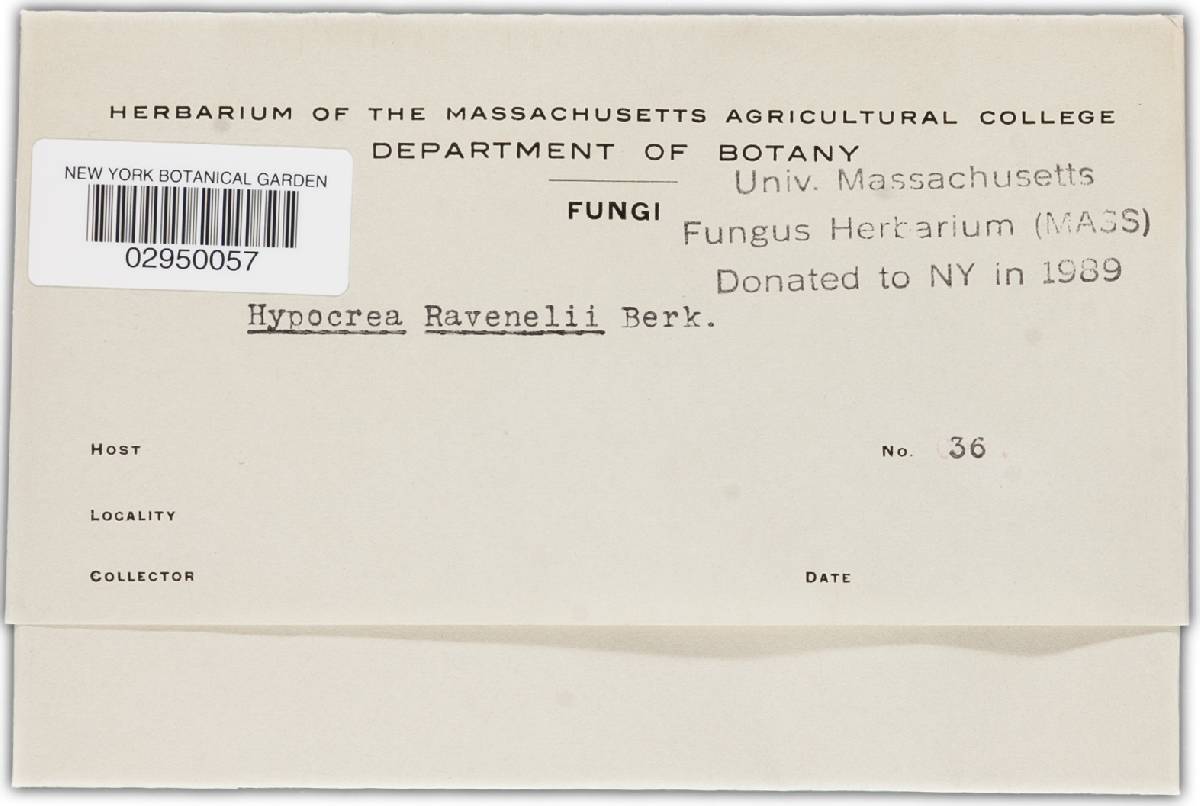 HERBARIUM OF THE MASSACHUSETTS AGRICULTURAL COLLEGE
DEPARTMENT OF BOTANY
NEW YORK BOTANICAL GARDEN
02950057
FUNGI
Univ. Massachusetts
Fungus Herbarium (MASS)
Donated to NY in 1989
Hypocrea Ravenelii Berk.
HOST
No. 36
LOCALITY
COLLECTOR
DATE